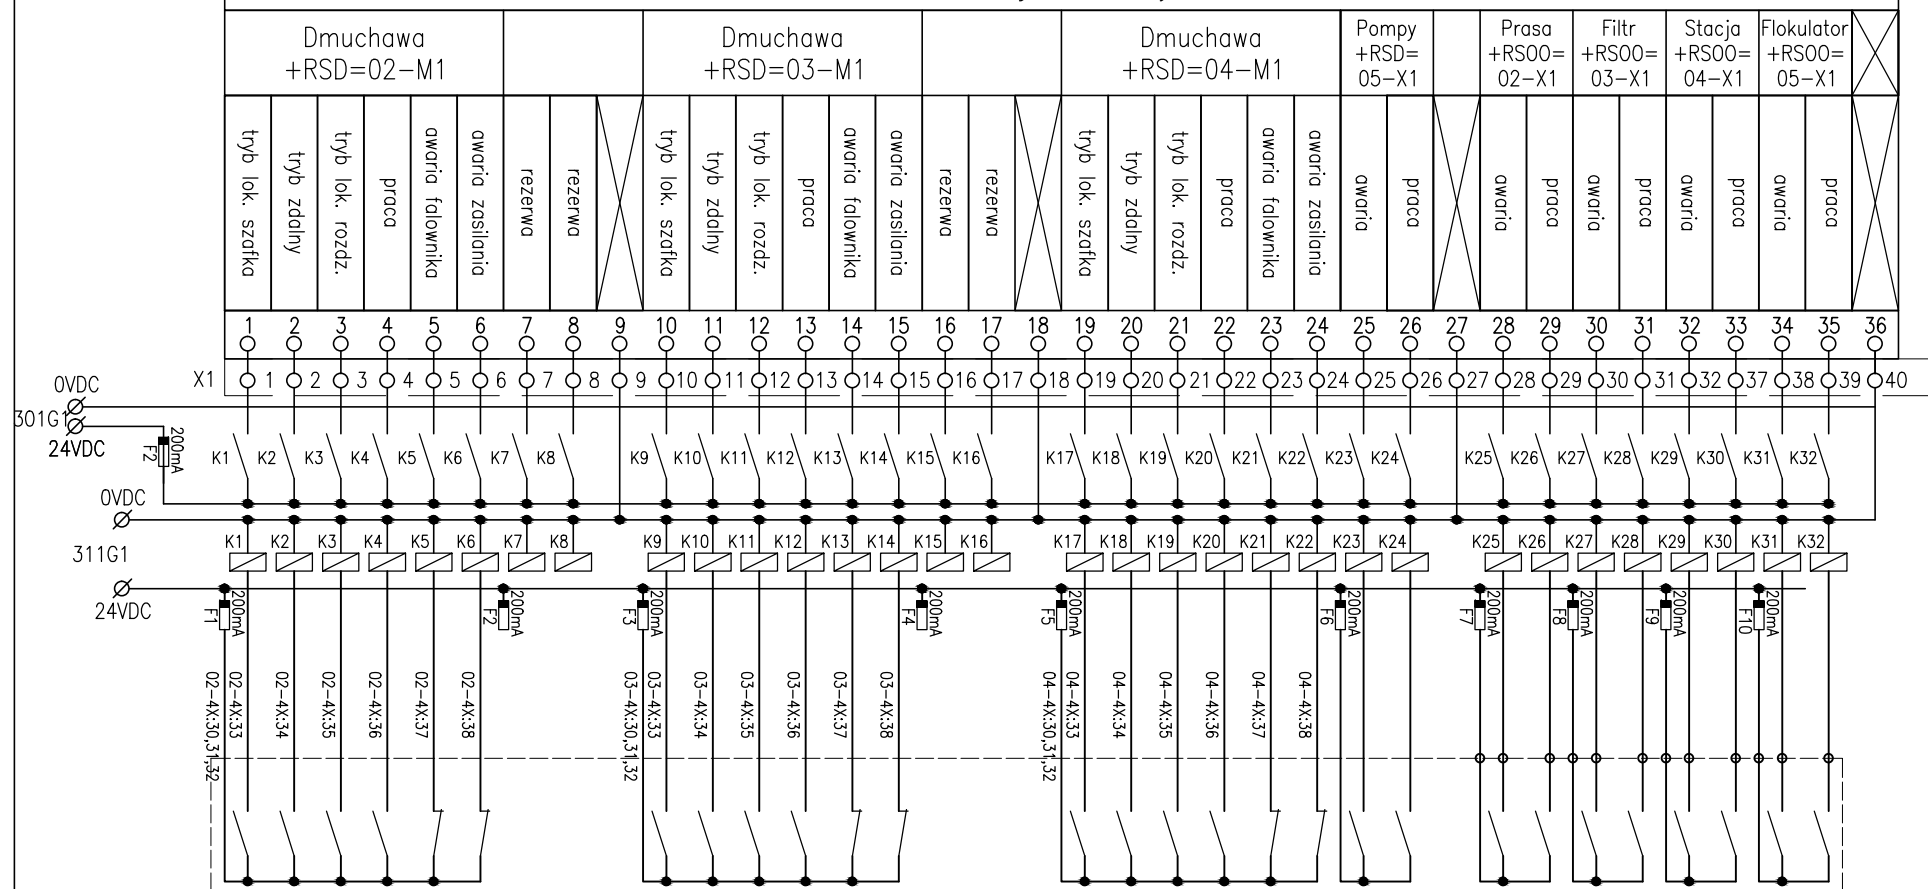 Dmuchawa
+RSD=02-M1
Dmuchawa
+RSD=03-M1
Dmuchawa
+RSD=04-M1
Pompy
+RSD=
05-X1
Prasa
+RS00=
02-X1
Filtr
+RS00=
03-X1
Stacja
+RS00=
04-X1
Flokulator
+RS00=
05-X1
tryb lok. szafka
tryb zdalny
tryb lok. rozdz.
praca
awaria falownika
awaria zasilania
rezerwa
rezerwa
tryb lok. szafka
tryb zdalny
tryb lok. rozdz.
praca
awaria falownika
awaria zasilania
rezerwa
rezerwa
tryb lok. szafka
tryb zdalny
tryb lok. rozdz.
praca
awaria falownika
awaria zasilania
awaria
praca
awaria
praca
awaria
praca
awaria
praca
awaria
praca
1 2 3 4 5 6 7 8 9 10 11 12 13 14 15 16 17 18 19 20 21 22 23 24 25 26 27 28 29 30 31 32 33 34 35 36
X1 1 2 3 4 5 6 7 8 9 10 11 12 13 14 15 16 17 18 19 20 21 22 23 24 25 26 27 28 29 30 31 32 37 38 39 40
0VDC
301G1
24VDC
F2
200mA
K1 K2 K3 K4 K5 K6 K7 K8 K9 K10 K11 K12 K13 K14 K15 K16 K17 K18 K19 K20 K21 K22 K23 K24 K25 K26 K27 K28 K29 K30 K31 K32
0VDC
311G1
K1 K2 K3 K4 K5 K6 K7 K8 K9 K10 K11 K12 K13 K14 K15 K16 K17 K18 K19 K20 K21 K22 K23 K24 K25 K26 K27 K28 K29 K30 K31 K32
24VDC
F1
200mA
F2
200mA
F3
200mA
F4
200mA
F5
200mA
F6
200mA
F7
200mA
F8
200mA
F9
200mA
F10
200mA
02-4X:30,31,32
02-4X:33
02-4X:34
02-4X:35
02-4X:36
02-4X:37
02-4X:38
03-4X:30,31,32
03-4X:33
03-4X:34
03-4X:35
03-4X:36
03-4X:37
03-4X:38
04-4X:30,31,32
04-4X:33
04-4X:34
04-4X:35
04-4X:36
04-4X:37
04-4X:38